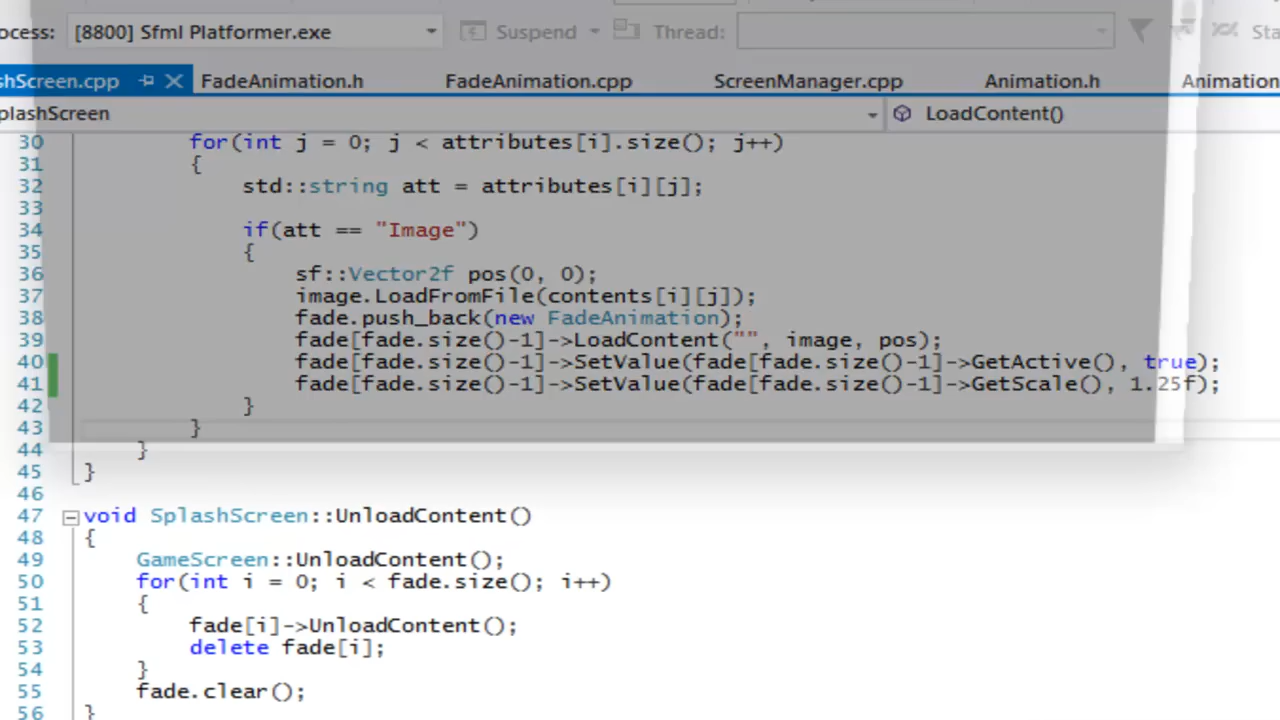 ocess: [8800] Sfml Platformer.exe Suspend Thread: Sta
shScreen.cpp FadeAnimation.h FadeAnimation.cpp ScreenManager.cpp Animation.h Animation
plashScreen LoadContent()
30 for(int j = 0; j < attributes[i].size(); j++)
31 {
32 std::string att = attributes[i][j];
33
34 if(att == "Image")
35 {
36 sf::Vector2f pos(0, 0);
37 image.LoadFromFile(contents[i][j]);
38 fade.push_back(new FadeAnimation);
39 fade[fade.size()-1]->LoadContent("", image, pos);
40 fade[fade.size()-1]->SetValue(fade[fade.size()-1]->GetActive(), true);
41 fade[fade.size()-1]->SetValue(fade[fade.size()-1]->GetScale(), 1.25f);
42 }
43 }
44 }
45 }
46
47 void SplashScreen::UnloadContent()
48 {
49 GameScreen::UnloadContent();
50 for(int i = 0; i < fade.size(); i++)
51 {
52 fade[i]->UnloadContent();
53 delete fade[i];
54 }
55 fade.clear();
56 }